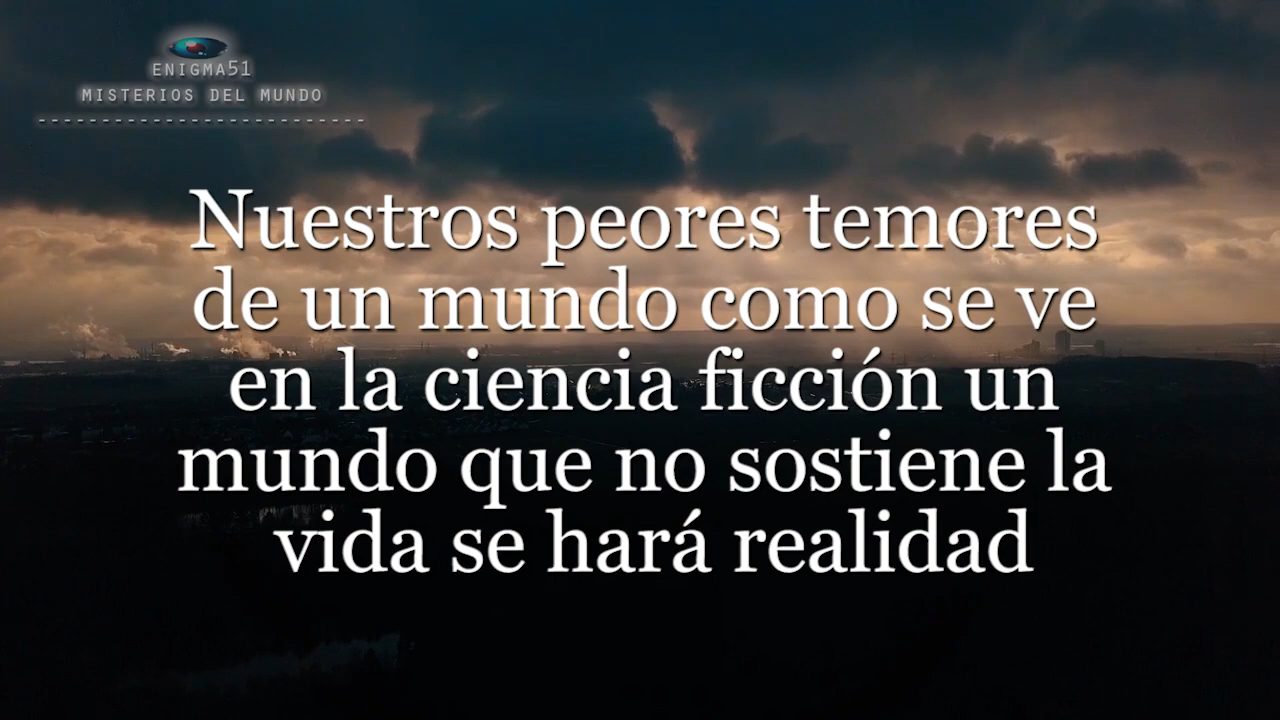 ENIGMA51
MISTERIOS DEL MUNDO
--------------------------
Nuestros peores temores
de un mundo como se ve
en la ciencia ficción un
mundo que no sostiene la
vida se hará realidad